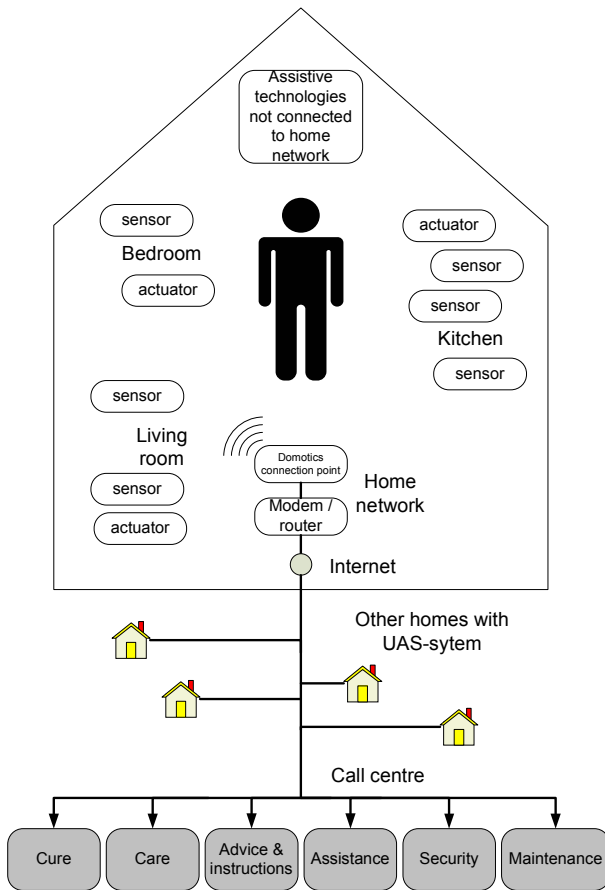 Assistive
technologies
not connected
to home
network
sensor
Bedroom
actuator
actuator
sensor
sensor
Kitchen
sensor
sensor
Living
room
sensor
actuator
Domotics
connection point
Modem /
router
Home
network
Internet
Other homes with
UAS-sytem
Call centre
Cure
Care
Advice &
instructions
Assistance
Security
Maintenance